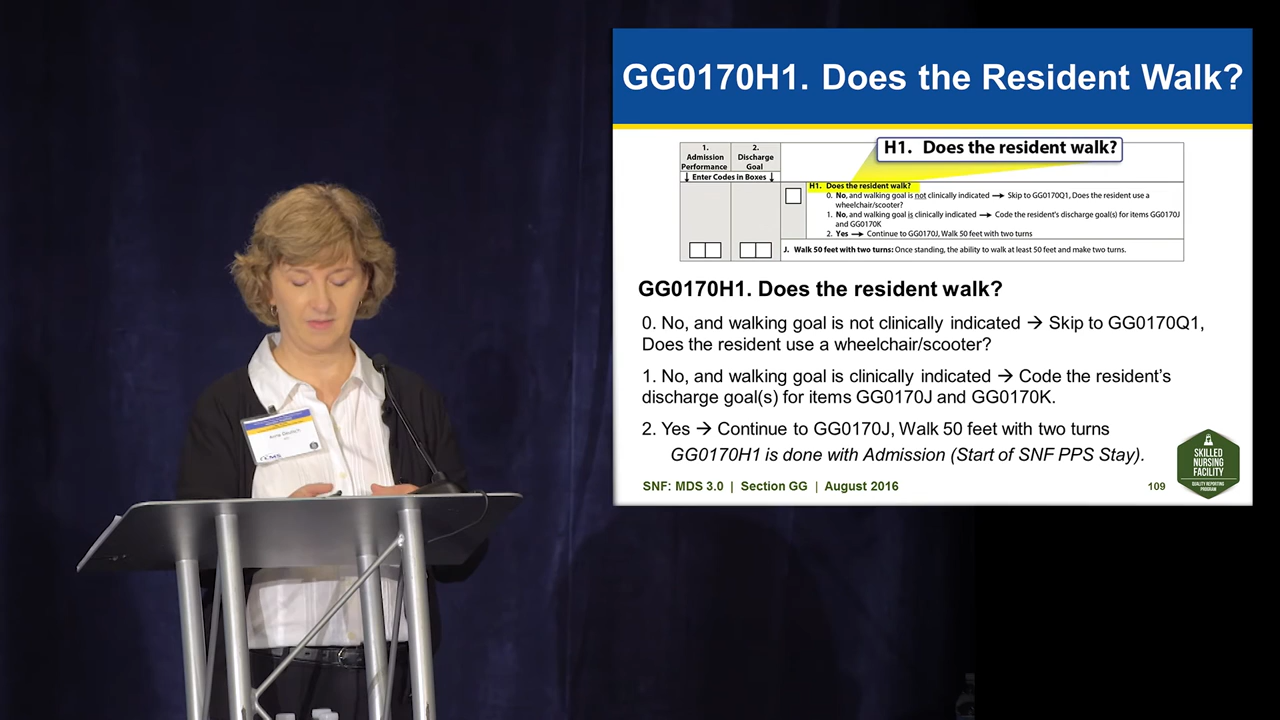 GG0170H1. Does the Resident Walk?
1.
Admission
Performance
2.
Discharge
Goal
↓ Enter Codes in Boxes ↓
H1. Does the resident walk?
H1. Does the resident walk?
0. No, and walking goal is not clinically indicated → Skip to GG0170Q1, Does the resident use a
wheelchair/scooter?
1. No, and walking goal is clinically indicated → Code the resident's discharge goal(s) for items GG0170J
and GG0170K
2. Yes → Continue to GG0170J, Walk 50 feet with two turns
J. Walk 50 feet with two turns: Once standing, the ability to walk at least 50 feet and make two turns.
GG0170H1. Does the resident walk?
0. No, and walking goal is not clinically indicated → Skip to GG0170Q1,
Does the resident use a wheelchair/scooter?
1. No, and walking goal is clinically indicated → Code the resident's
discharge goal(s) for items GG0170J and GG0170K.
2. Yes → Continue to GG0170J, Walk 50 feet with two turns
GG0170H1 is done with Admission (Start of SNF PPS Stay).
SNF: MDS 3.0 | Section GG | August 2016
109
SKILLED
NURSING
FACILITY
QUALITY REPORTING
PROGRAM
Anne Deutsch
CMS